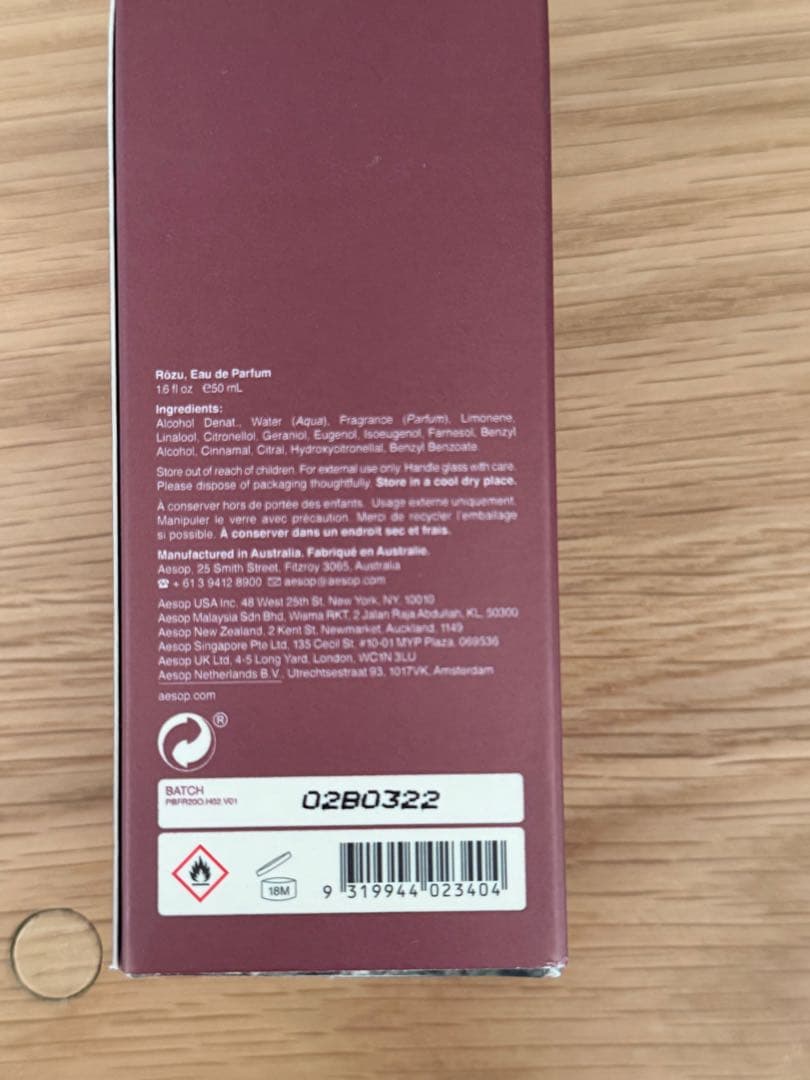 Rōzu, Eau de Parfum
1.6 fl oz ℮50 mL
Ingredients:
Alcohol Denat., Water (Aqua), Fragrance (Parfum), Limonene,
Linalool, Citronellol, Geraniol, Eugenol, Isoeugenol, Farnesol, Benzyl
Alcohol, Cinnamal, Citral, Hydroxycitronellal, Benzyl Benzoate.
Store out of reach of children. For external use only. Handle glass with care.
Please dispose of packaging thoughtfully. Store in a cool dry place.
À conserver hors de portée des enfants. Usage externe uniquement.
Manipuler le verre avec précaution. Merci de recycler l'emballage
si possible. À conserver dans un endroit sec et frais.
Manufactured in Australia. Fabriqué en Australie.
Aesop, 25 Smith Street, Fitzroy 3065, Australia
☎ + 61 3 9412 8900 ✉ aesop@aesop.com
Aesop USA Inc, 48 West 25th St, New York, NY, 10010
Aesop Malaysia Sdn Bhd, Wisma RKT, 2 Jalan Raja Abdullah, KL, 50300
Aesop New Zealand, 2 Kent St, Newmarket, Auckland, 1149
Aesop Singapore Pte Ltd, 135 Cecil St, #10-01 MYP Plaza, 069536
Aesop UK Ltd, 4-5 Long Yard, London, WC1N 3LU
Aesop Netherlands B.V., Utrechtsestraat 93, 1017VK, Amsterdam
aesop.com
®
BATCH
PBFR20O.H02.V01
02B0322
18M
9 319944 023404